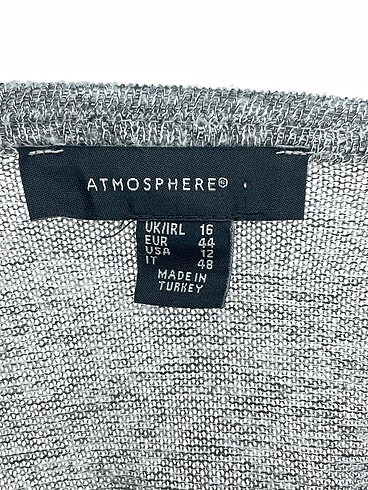 ATMOSPHERE®
UK/IRL 16
EUR 44
USA 12
IT 48
MADE IN
TURKEY